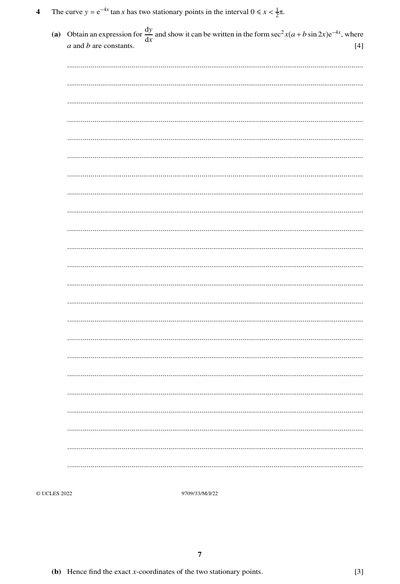 4 The curve y = e⁻⁴ˣ tan x has two stationary points in the interval 0 ⩽ x < ½π.
(a) Obtain an expression for dy/dx and show it can be written in the form sec² x(a + b sin 2x)e⁻⁴ˣ, where
a and b are constants. [4]
© UCLES 2022 9709/33/M/J/22
7
(b) Hence find the exact x-coordinates of the two stationary points. [3]